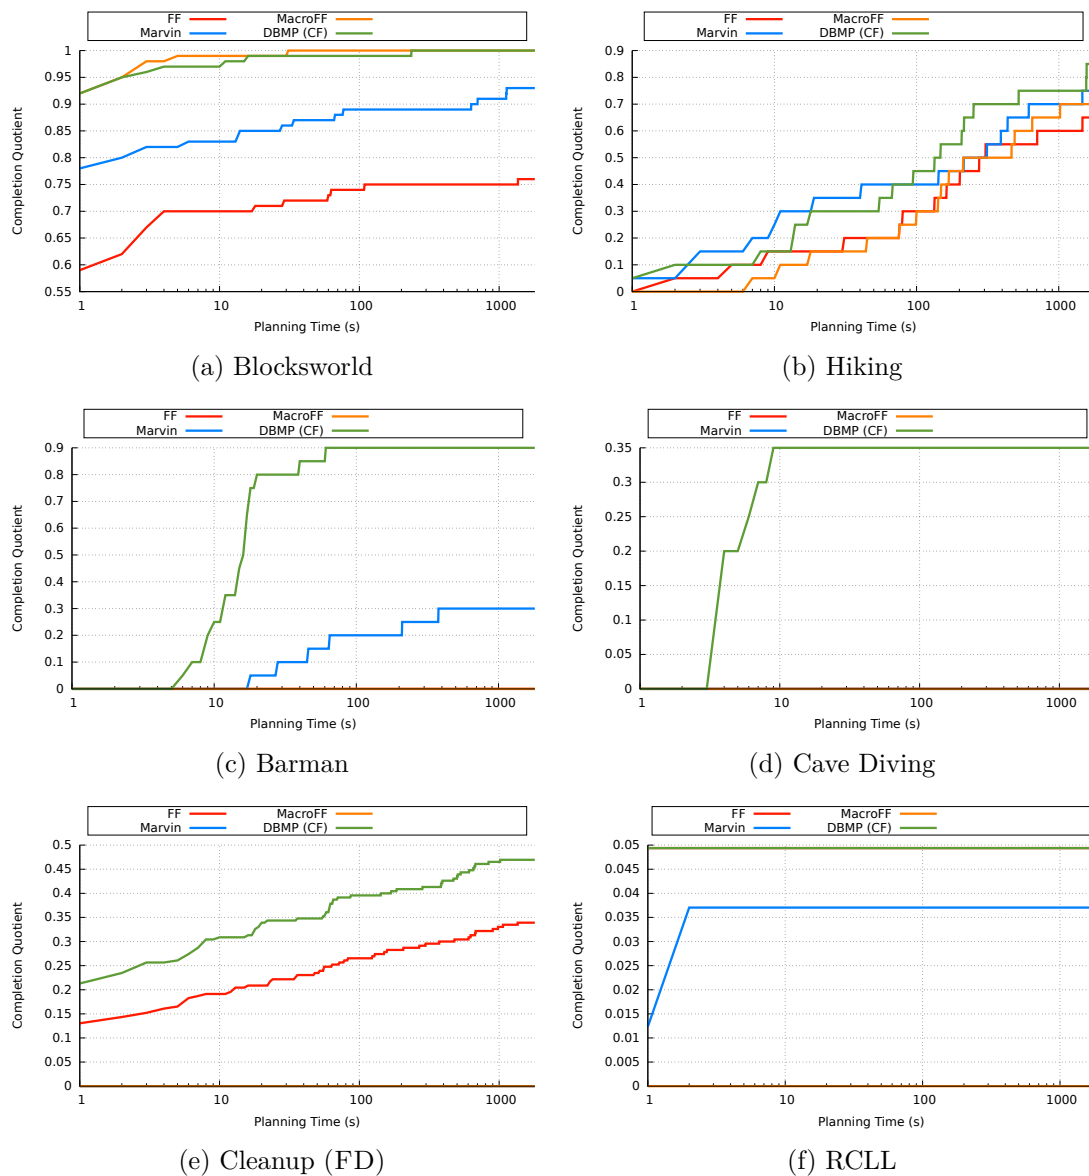 FF MacroFF
Marvin DBMP (CF)
1
0.95
0.9
0.85
0.8
0.75
0.7
0.65
0.6
0.55
Completion Quotient
1 10 100 1000
Planning Time (s)
(a) Blocksworld
FF MacroFF
Marvin DBMP (CF)
0.9
0.8
0.7
0.6
0.5
0.4
0.3
0.2
0.1
0
Completion Quotient
1 10 100 1000
Planning Time (s)
(b) Hiking
FF MacroFF
Marvin DBMP (CF)
0.9
0.8
0.7
0.6
0.5
0.4
0.3
0.2
0.1
0
Completion Quotient
1 10 100 1000
Planning Time (s)
(c) Barman
FF MacroFF
Marvin DBMP (CF)
0.35
0.3
0.25
0.2
0.15
0.1
0.05
0
Completion Quotient
1 10 100 1000
Planning Time (s)
(d) Cave Diving
FF MacroFF
Marvin DBMP (CF)
0.5
0.45
0.4
0.35
0.3
0.25
0.2
0.15
0.1
0.05
0
Completion Quotient
1 10 100 1000
Planning Time (s)
(e) Cleanup (FD)
FF MacroFF
Marvin DBMP (CF)
0.05
0.045
0.04
0.035
0.03
0.025
0.02
0.015
0.01
0.005
0
Completion Quotient
1 10 100 1000
Planning Time (s)
(f) RCLL